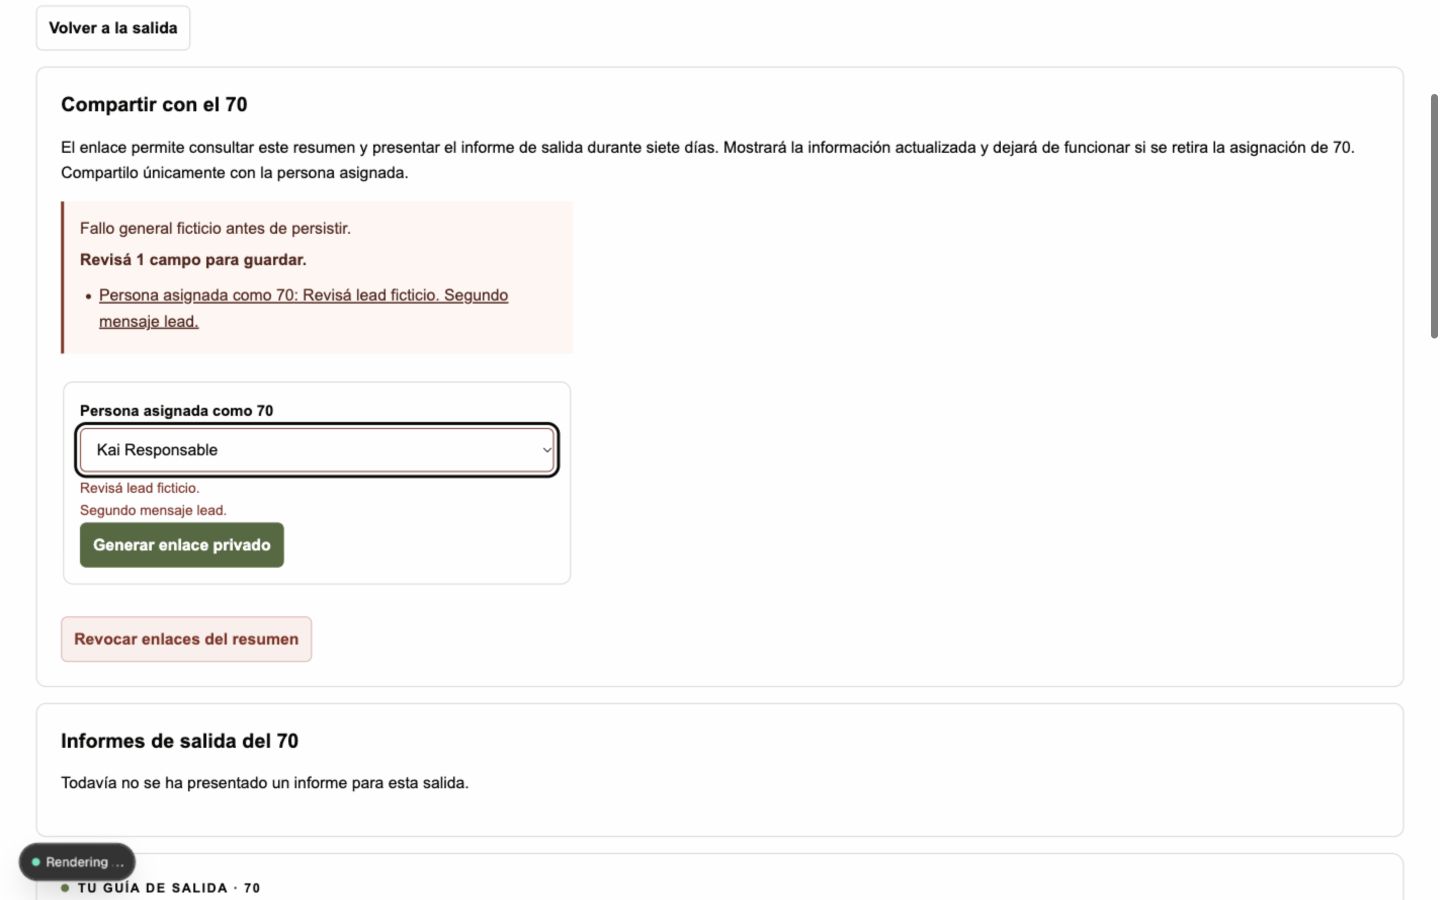 Volver a la salida
Compartir con el 70
El enlace permite consultar este resumen y presentar el informe de salida durante siete días. Mostrará la información actualizada y dejará de funcionar si se retira la asignación de 70.
Compartilo únicamente con la persona asignada.
Fallo general ficticio antes de persistir.
Revisá 1 campo para guardar.
• Persona asignada como 70: Revisá lead ficticio. Segundo
mensaje lead.
Persona asignada como 70
Kai Responsable
Revisá lead ficticio.
Segundo mensaje lead.
Generar enlace privado
Revocar enlaces del resumen
Informes de salida del 70
Todavía no se ha presentado un informe para esta salida.
Rendering ...
TU GUÍA DE SALIDA · 70